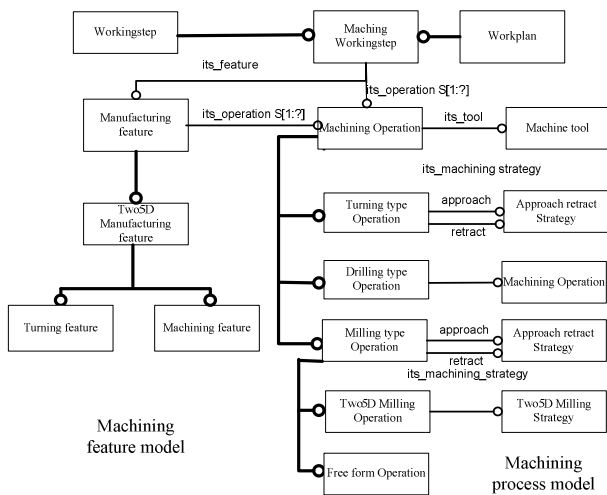 Workingstep
Maching
Workingstep
Workplan
its_feature
its_operation S[1:?]
Manufacturing
feature
its_operation S[1:?]
Machining Operation
its_tool
Machine tool
its_machining strategy
Two5D
Manufacturing
feature
Turning type
Operation
approach
retract
Approach retract
Strategy
Drilling type
Operation
Machining Operation
Turning feature
Machining feature
Milling type
Operation
approach
retract
Approach retract
Strategy
its_machining_strategy
Two5D Milling
Operation
Two5D Milling
Strategy
Free form Operation
Machining
feature model
Machining
process model